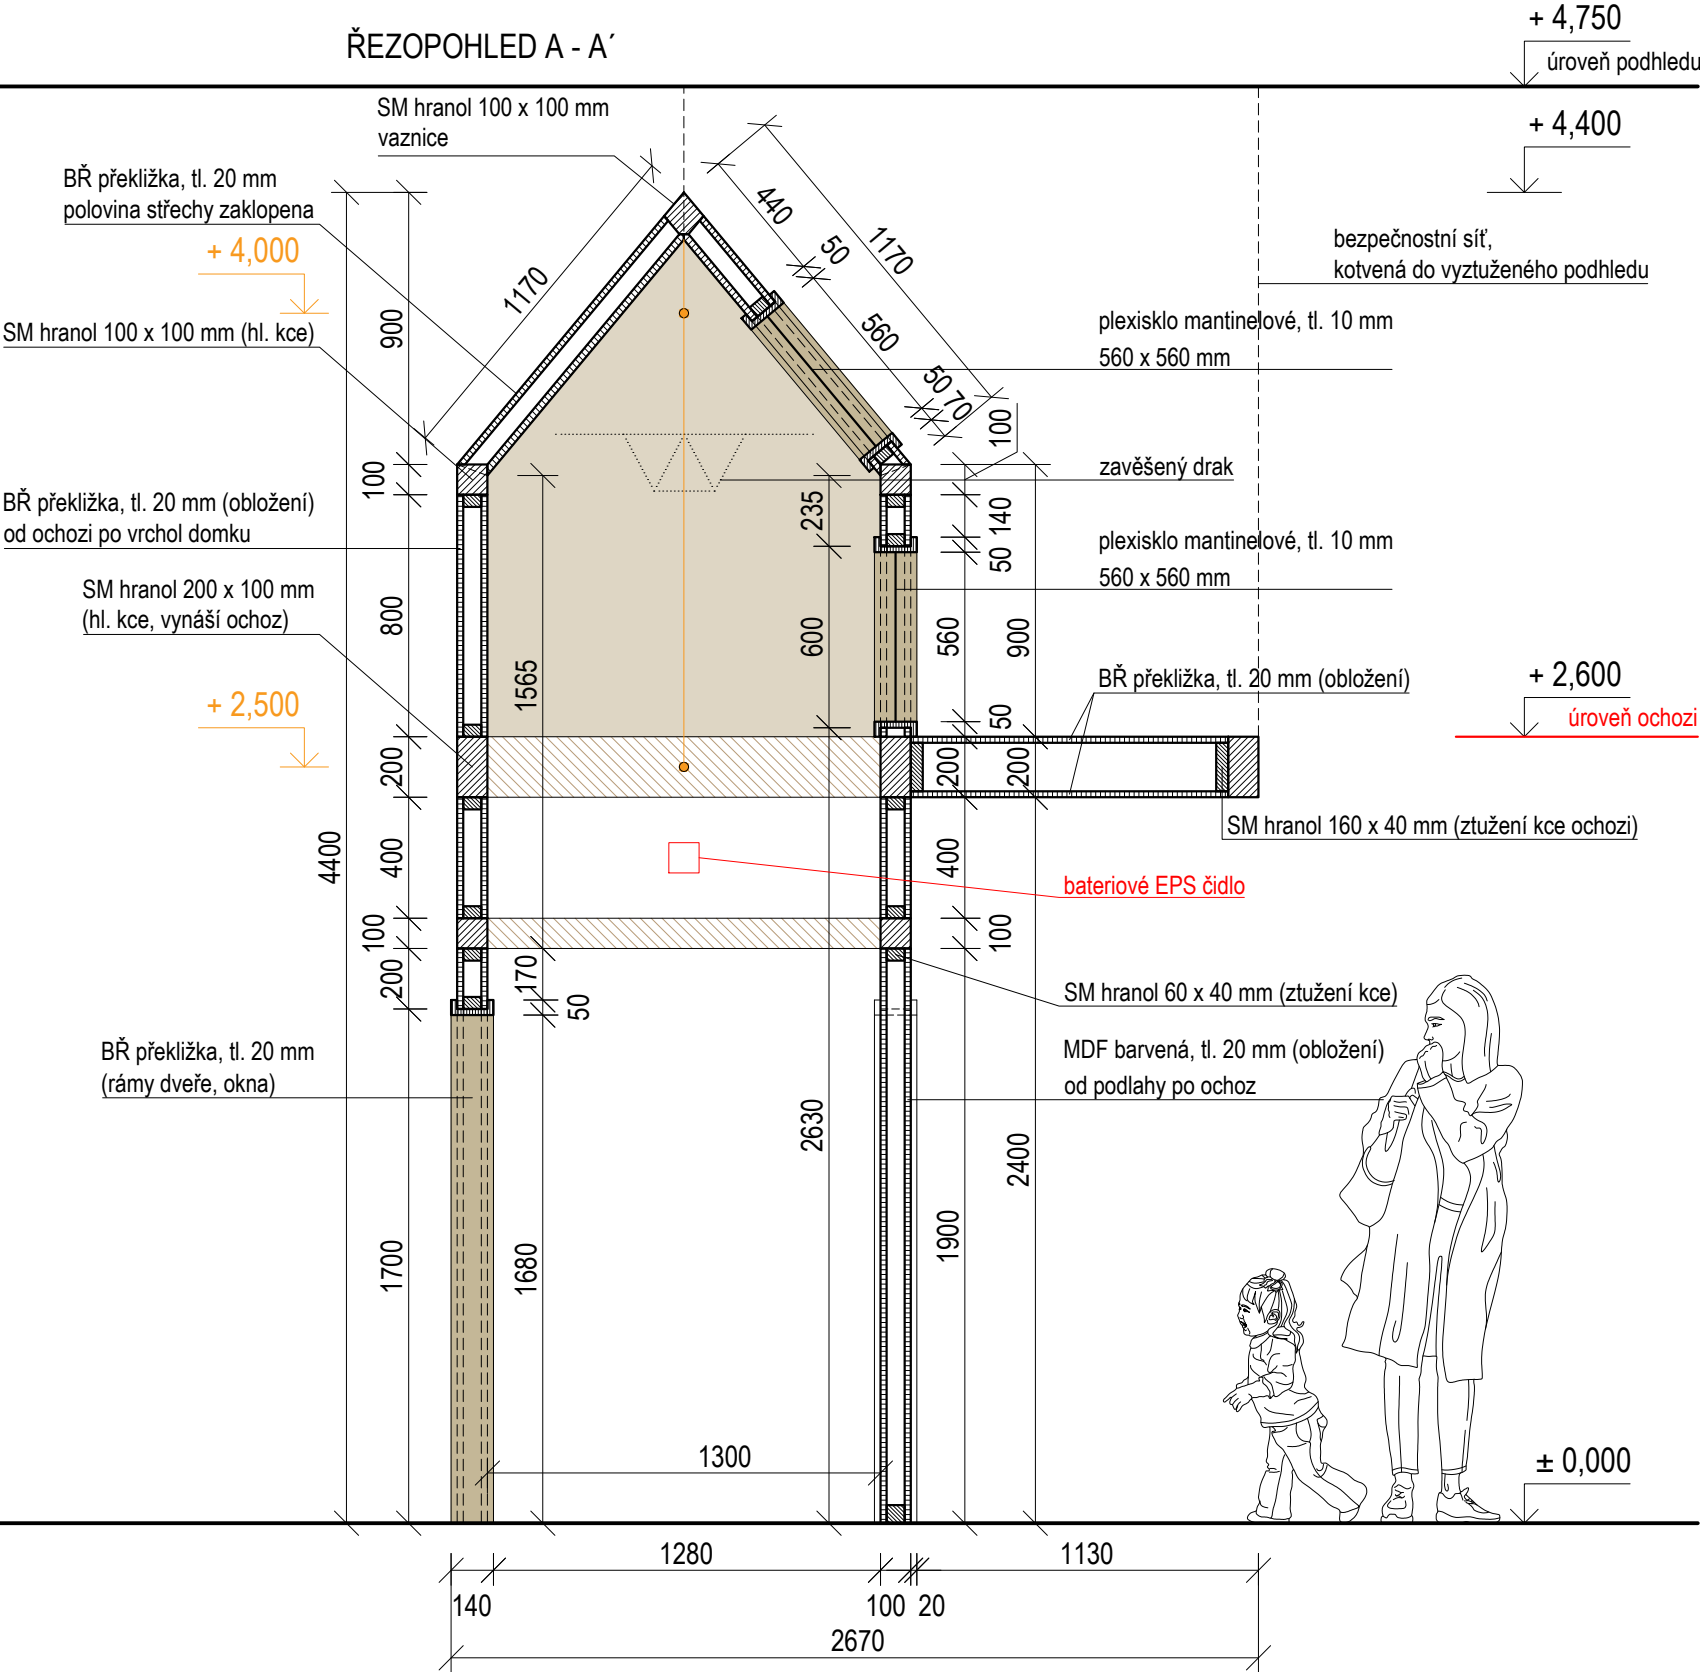 ŘEZOPOHLED A - A´
+ 4,750
úroveň podhledu
SM hranol 100 x 100 mm
vaznice
+ 4,400
BŘ překližka, tl. 20 mm
polovina střechy zaklopena
+ 4,000
SM hranol 100 x 100 mm (hl. kce)
bezpečnostní síť,
kotvená do vyztuženého podhledu
plexisklo mantinelové, tl. 10 mm
560 x 560 mm
1170
440
50
1170
560
50
70
900
100
zavěšený drak
BŘ překližka, tl. 20 mm (obložení)
od ochozi po vrchol domku
100
235
140
50
plexisklo mantinelové, tl. 10 mm
560 x 560 mm
SM hranol 200 x 100 mm
(hl. kce, vynáší ochoz)
800
1565
600
560
900
BŘ překližka, tl. 20 mm (obložení)
+ 2,600
úroveň ochozi
+ 2,500
50
200
200
200
SM hranol 160 x 40 mm (ztužení kce ochozi)
4400
400
400
bateriové EPS čidlo
100
100
200
170
50
SM hranol 60 x 40 mm (ztužení kce)
BŘ překližka, tl. 20 mm
(rámy dveře, okna)
MDF barvená, tl. 20 mm (obložení)
od podlahy po ochoz
2630
2400
1900
1700
1680
1300
± 0,000
1280
1130
140
100
20
2670